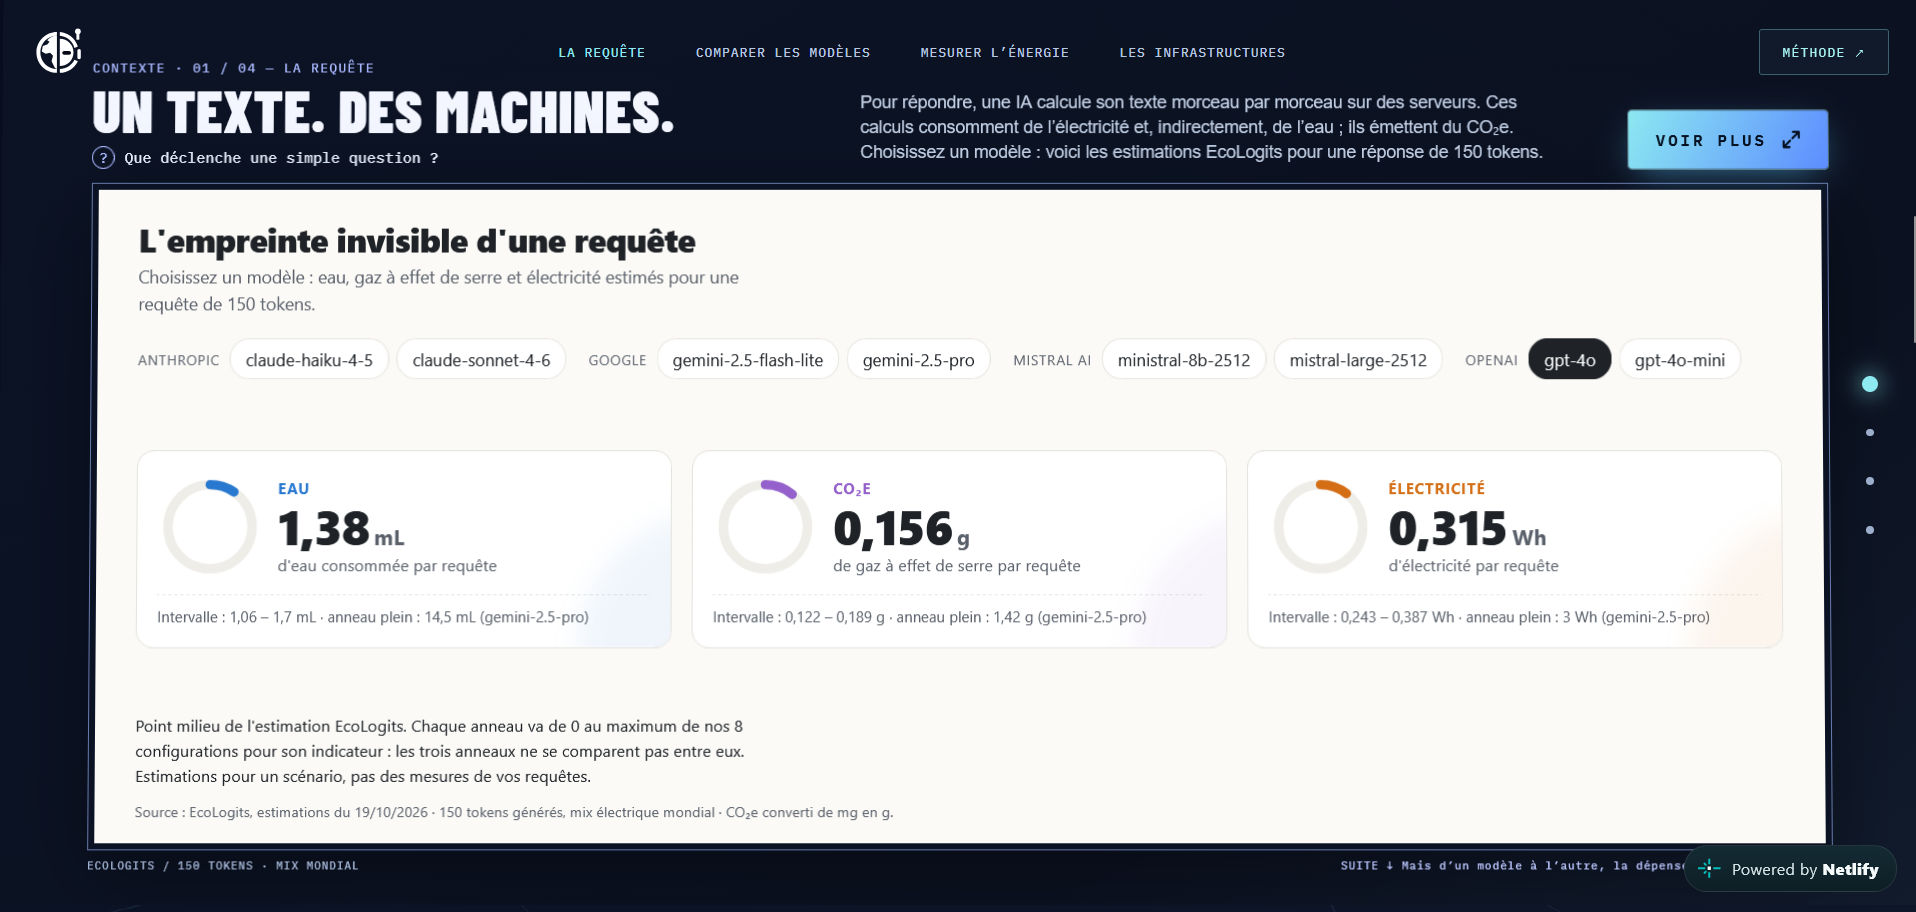 LA REQUÊTE
COMPARER LES MODÈLES
MESURER L’ÉNERGIE
LES INFRASTRUCTURES
MÉTHODE ↗
CONTEXTE · 01 / 04 — LA REQUÊTE
UN TEXTE. DES MACHINES.
? Que déclenche une simple question ?
Pour répondre, une IA calcule son texte morceau par morceau sur des serveurs. Ces
calculs consomment de l’électricité et, indirectement, de l’eau ; ils émettent du CO₂e.
Choisissez un modèle : voici les estimations EcoLogits pour une réponse de 150 tokens.
VOIR PLUS
L'empreinte invisible d'une requête
Choisissez un modèle : eau, gaz à effet de serre et électricité estimés pour une
requête de 150 tokens.
ANTHROPIC claude-haiku-4-5 claude-sonnet-4-6 GOOGLE gemini-2.5-flash-lite gemini-2.5-pro MISTRAL AI ministral-8b-2512 mistral-large-2512 OPENAI gpt-4o gpt-4o-mini
EAU
1,38 mL
d'eau consommée par requête
Intervalle : 1,06 – 1,7 mL · anneau plein : 14,5 mL (gemini-2.5-pro)
CO₂E
0,156 g
de gaz à effet de serre par requête
Intervalle : 0,122 – 0,189 g · anneau plein : 1,42 g (gemini-2.5-pro)
ÉLECTRICITÉ
0,315 Wh
d'électricité par requête
Intervalle : 0,243 – 0,387 Wh · anneau plein : 3 Wh (gemini-2.5-pro)
Point milieu de l'estimation EcoLogits. Chaque anneau va de 0 au maximum de nos 8
configurations pour son indicateur : les trois anneaux ne se comparent pas entre eux.
Estimations pour un scénario, pas des mesures de vos requêtes.
Source : EcoLogits, estimations du 19/10/2026 · 150 tokens générés, mix électrique mondial · CO₂e converti de mg en g.
ECOLOGITS / 150 TOKENS · MIX MONDIAL
SUITE ↓ Mais d’un modèle à l’autre, la dépense
Powered by Netlify